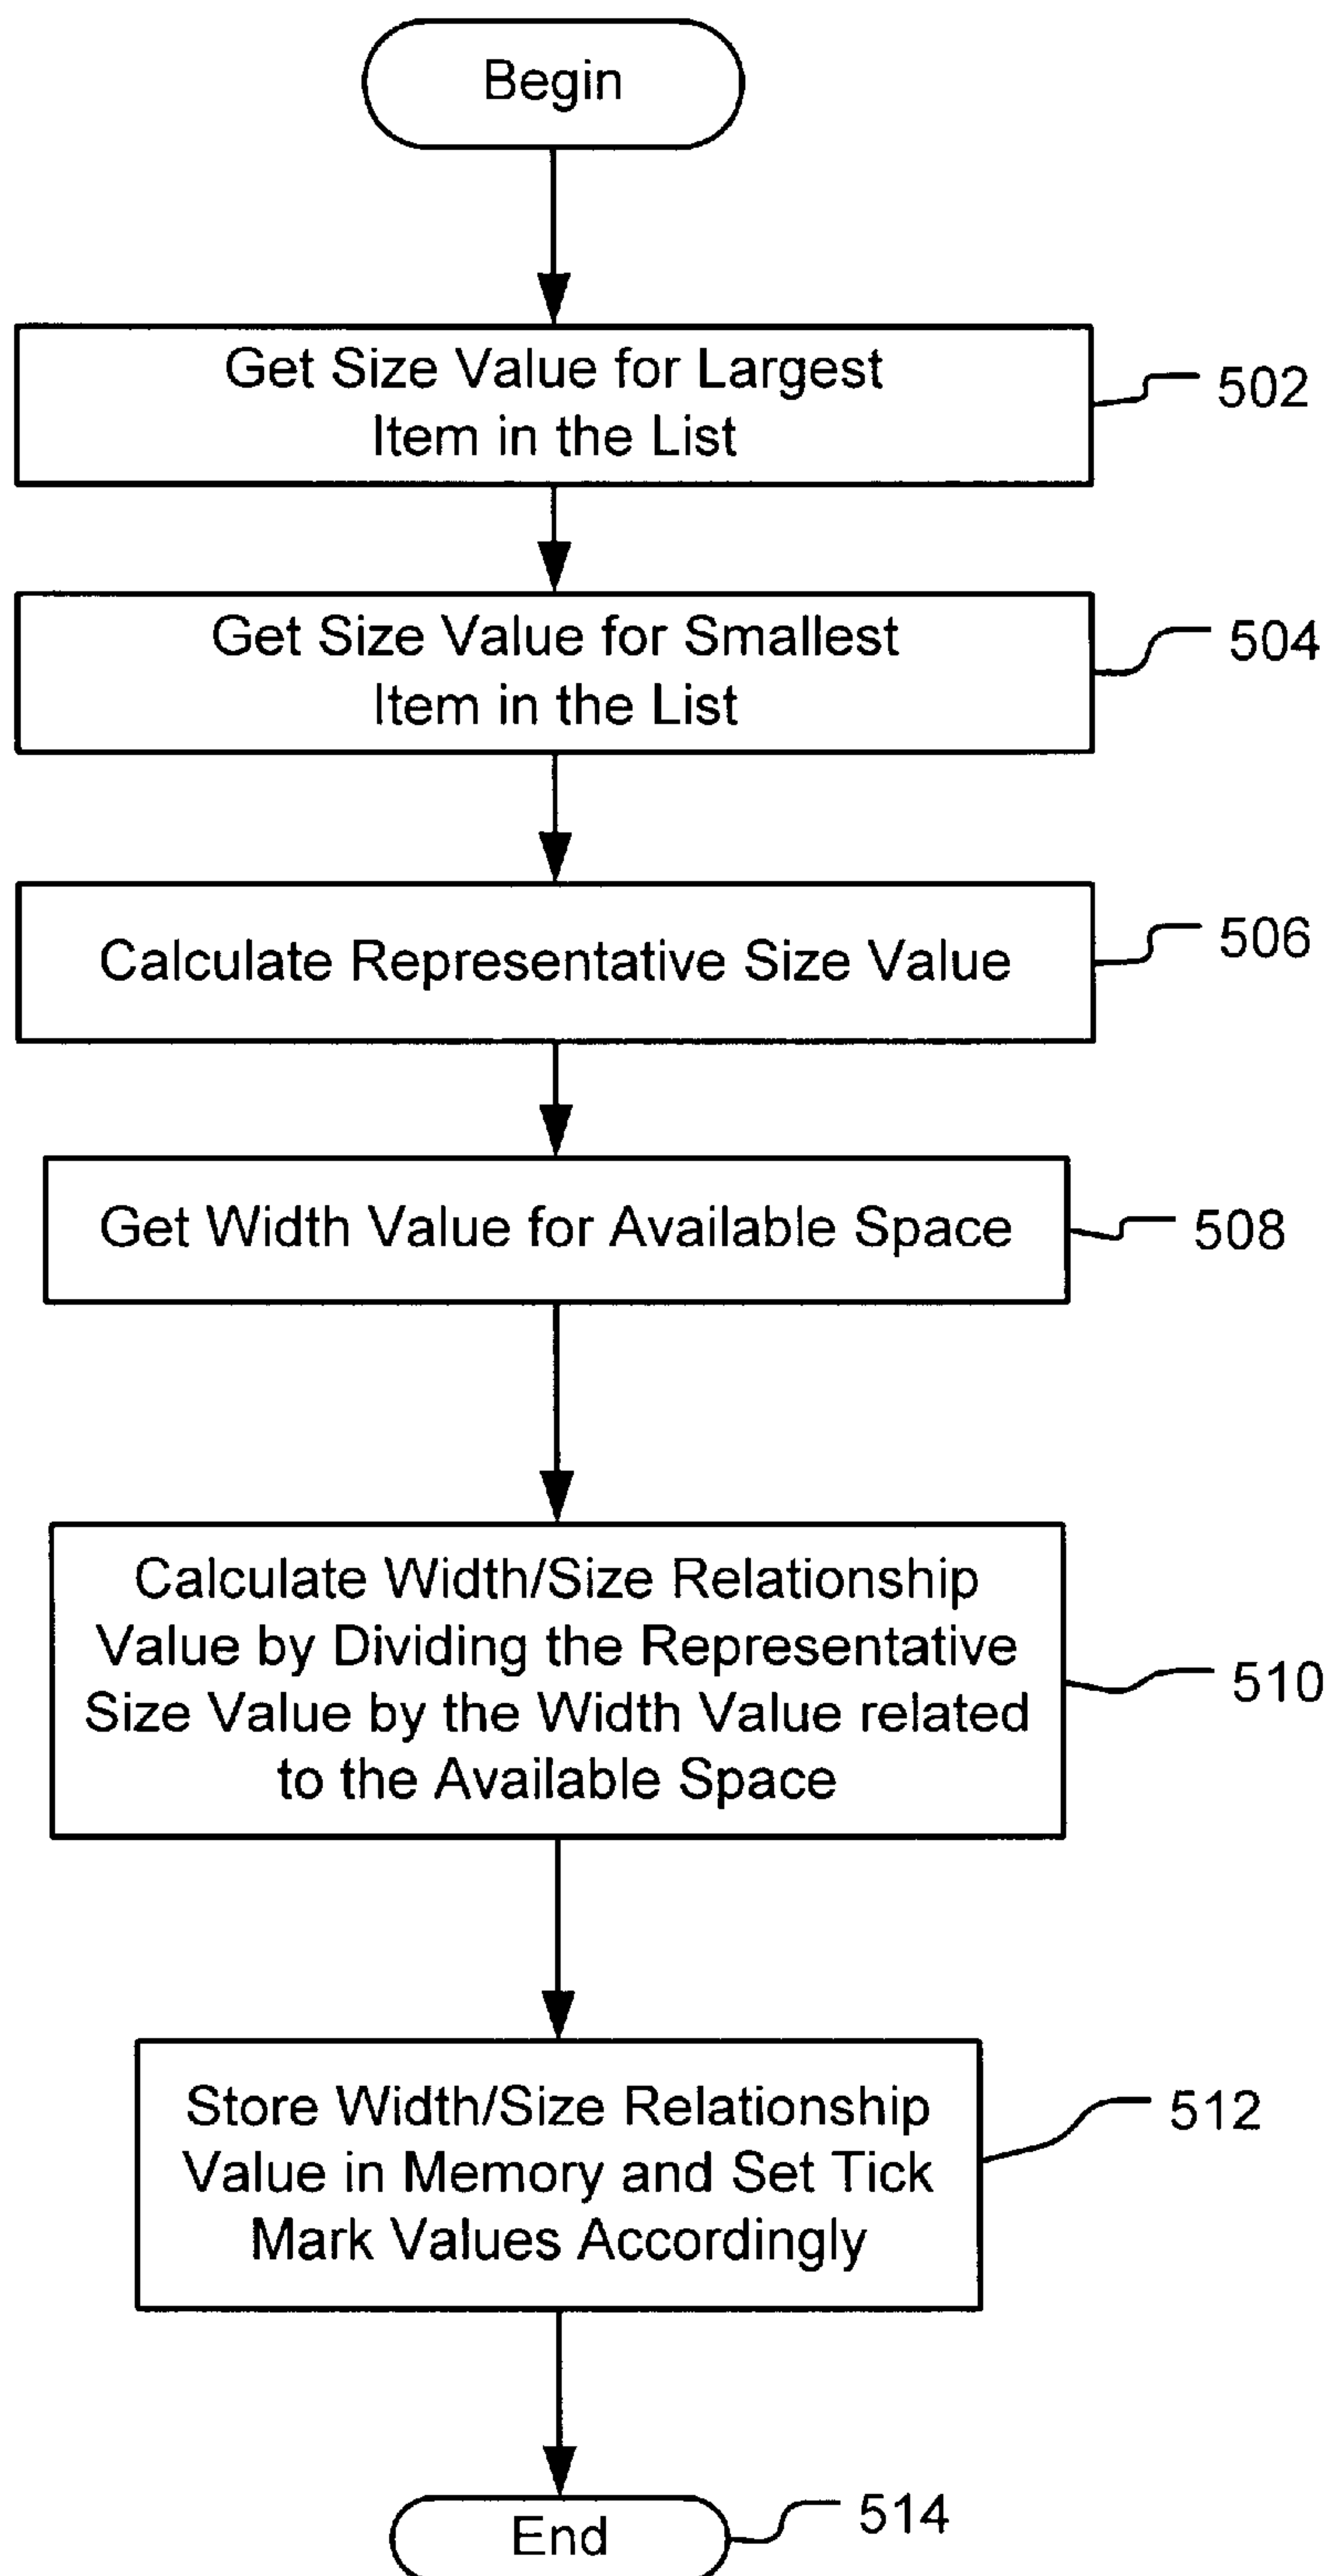 Begin
Get Size Value for Largest
Item in the List
502
Get Size Value for Smallest
Item in the List
504
Calculate Representative Size Value
506
Get Width Value for Available Space
508
Calculate Width/Size Relationship
Value by Dividing the Representative
Size Value by the Width Value related
to the Available Space
510
Store Width/Size Relationship
Value in Memory and Set Tick
Mark Values Accordingly
512
End
514